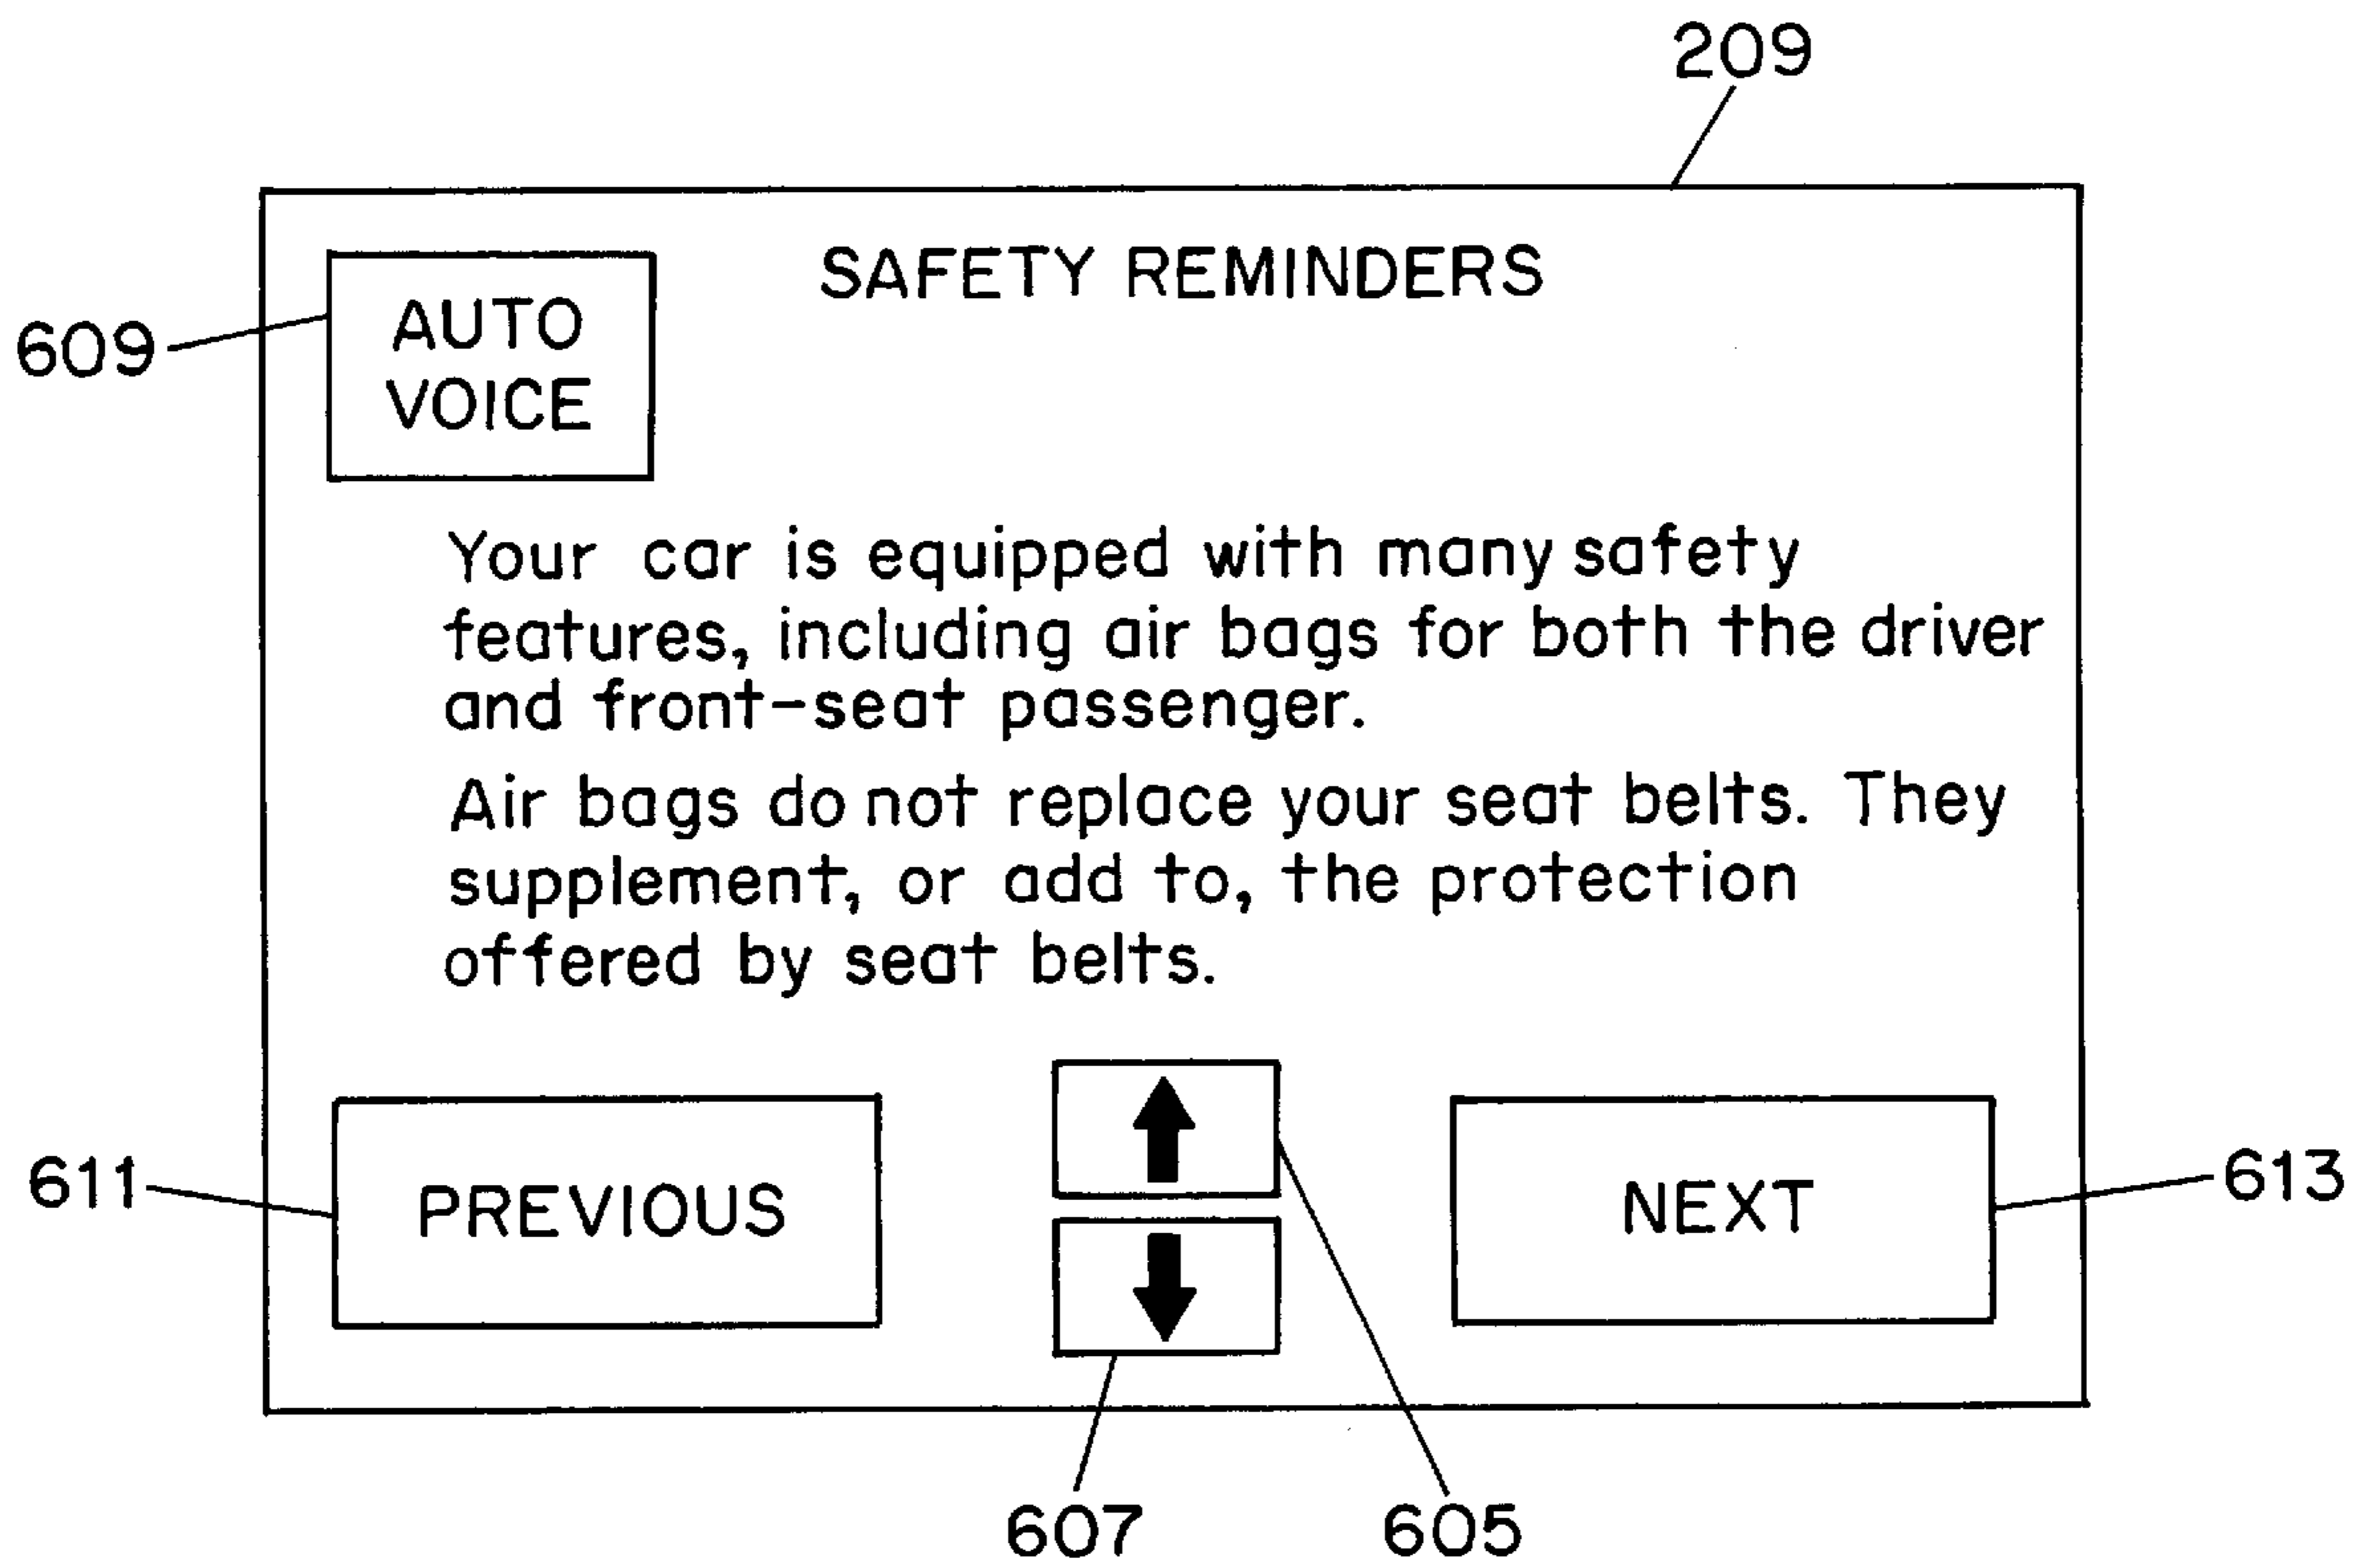 209
SAFETY REMINDERS
609
AUTO
VOICE
Your car is equipped with many safety
features, including air bags for both the driver
and front-seat passenger.
Air bags do not replace your seat belts. They
supplement, or add to, the protection
offered by seat belts.
611
PREVIOUS
NEXT
613
607
605